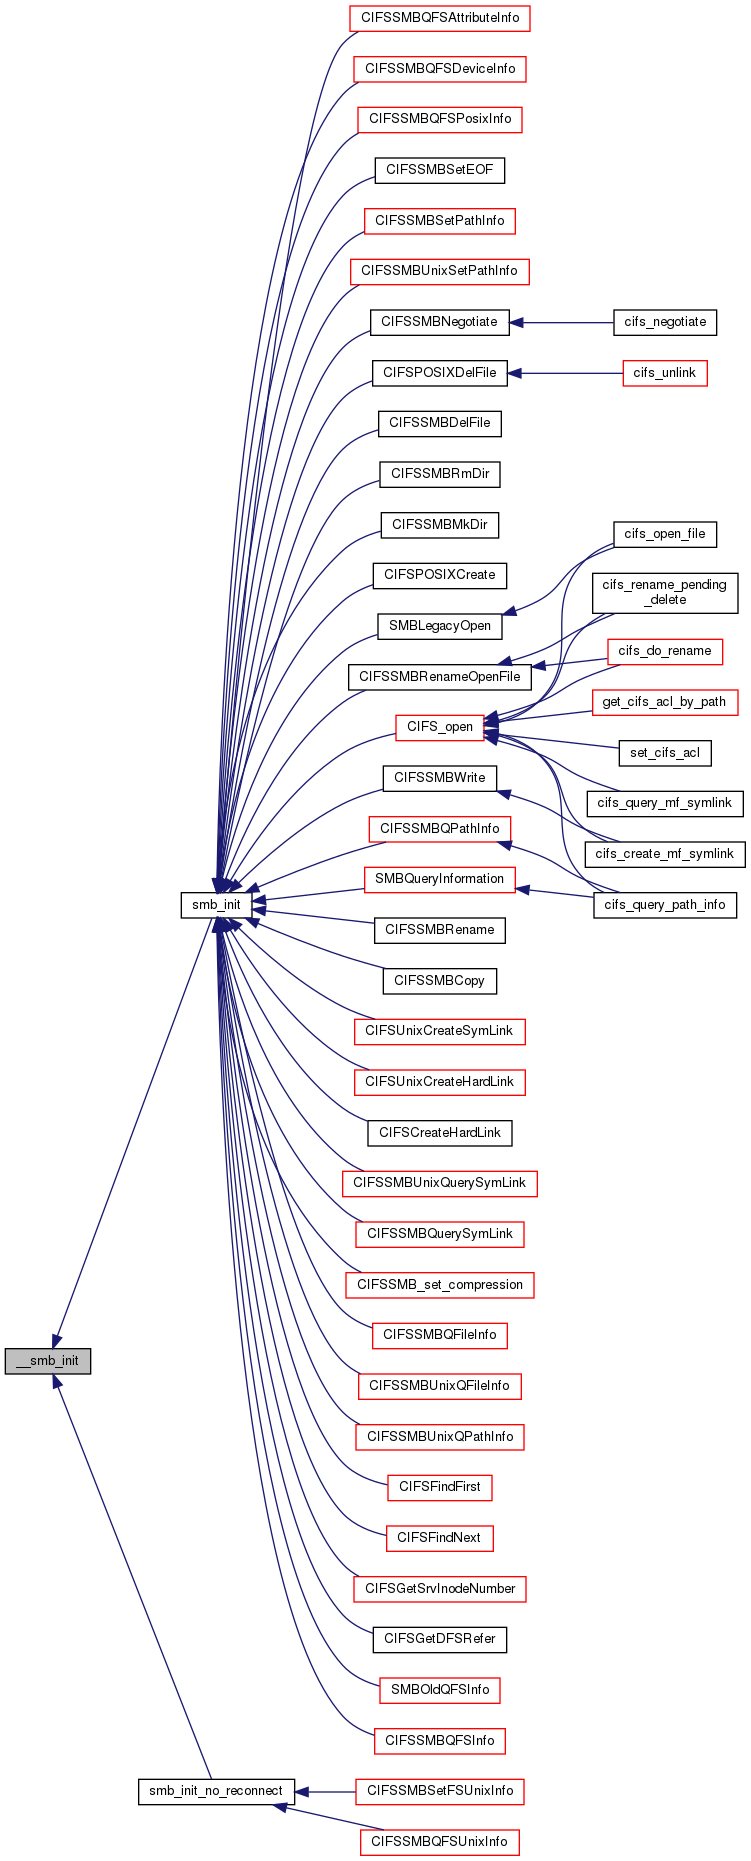 CIFSSMBQFSAttributeInfo
CIFSSMBQFSDeviceInfo
CIFSSMBQFSPosixInfo
CIFSSMBSetEOF
CIFSSMBSetPathInfo
CIFSSMBUnixSetPathInfo
CIFSSMBNegotiate
cifs_negotiate
CIFSPOSIXDelFile
cifs_unlink
CIFSSMBDelFile
CIFSSMBRmDir
CIFSSMBMkDir
cifs_open_file
CIFSPOSIXCreate
cifs_rename_pending
_delete
SMBLegacyOpen
cifs_do_rename
CIFSSMBRenameOpenFile
get_cifs_acl_by_path
CIFS_open
set_cifs_acl
CIFSSMBWrite
cifs_query_mf_symlink
CIFSSMBQPathInfo
cifs_create_mf_symlink
SMBQueryInformation
smb_init
cifs_query_path_info
CIFSSMBRename
CIFSSMBCopy
CIFSUnixCreateSymLink
CIFSUnixCreateHardLink
CIFSCreateHardLink
CIFSSMBUnixQuerySymLink
CIFSSMBQuerySymLink
CIFSSMB_set_compression
CIFSSMBQFileInfo
__smb_init
CIFSSMBUnixQFileInfo
CIFSSMBUnixQPathInfo
CIFSFindFirst
CIFSFindNext
CIFSGetSrvInodeNumber
CIFSGetDFSRefer
SMBOldQFSInfo
CIFSSMBQFSInfo
smb_init_no_reconnect
CIFSSMBSetFSUnixInfo
CIFSSMBQFSUnixInfo